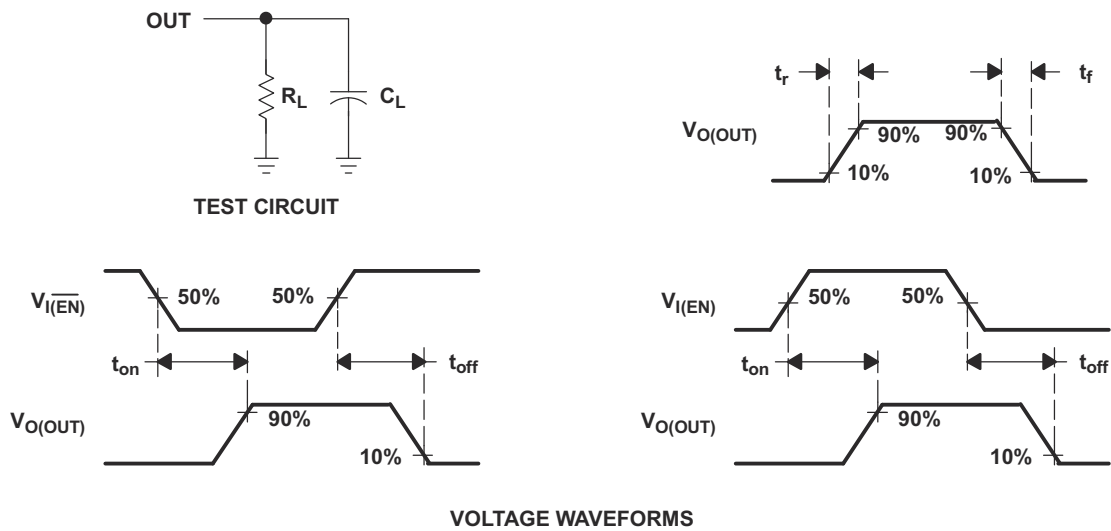 OUT
R_L
C_L
TEST CIRCUIT
t_r
t_f
V_O(OUT)
90% 90%
10% 10%
V_I(E̅N̅)
50% 50%
t_on
t_off
V_O(OUT)
90%
10%
V_I(EN)
50% 50%
t_on
t_off
V_O(OUT)
90%
10%
VOLTAGE WAVEFORMS